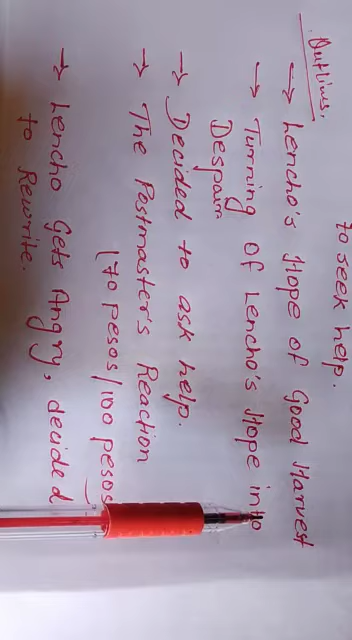 to seek help.
Outlines.
→ Lencho's Hope of Good Harvest
→ Turning of Lencho's Hope into
Despair
→ Decided to ask help.
→ The Postmaster's Reaction
(70 pesos/100 pesos
→ Lencho Gets Angry, decided
to Rewrite.